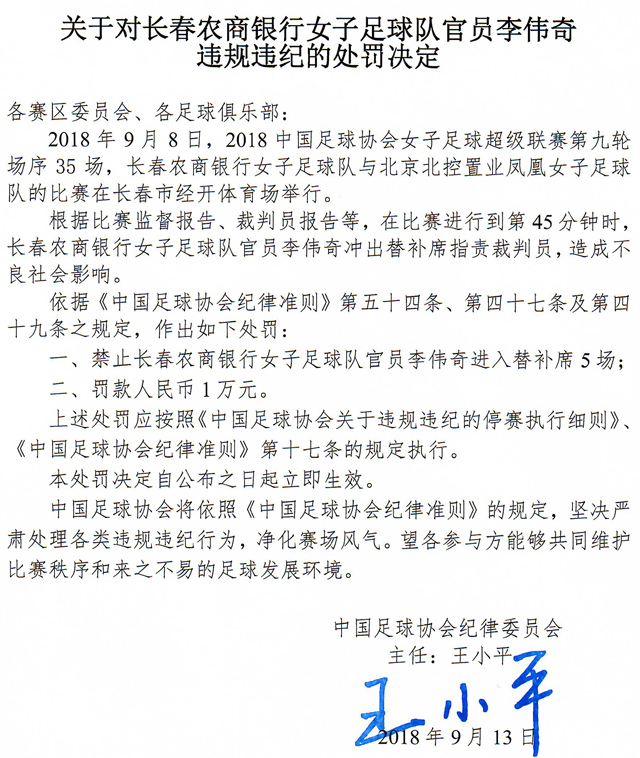 关于对长春农商银行女子足球队官员李伟奇
违规违纪的处罚决定
各赛区委员会、各足球俱乐部：
2018 年 9 月 8 日，2018 中国足球协会女子足球超级联赛第九轮
场序 35 场，长春农商银行女子足球队与北京北控置业凤凰女子足球
队的比赛在长春市经开体育场举行。
根据比赛监督报告、裁判员报告等，在比赛进行到第 45 分钟时，
长春农商银行女子足球队官员李伟奇冲出替补席指责裁判员，造成不
良社会影响。
依据《中国足球协会纪律准则》第五十四条、第四十七条及第四
十九条之规定，作出如下处罚：
一、禁止长春农商银行女子足球队官员李伟奇进入替补席 5 场；
二、罚款人民币 1 万元。
上述处罚应按照《中国足球协会关于违规违纪的停赛执行细则》、
《中国足球协会纪律准则》第十七条的规定执行。
本处罚决定自公布之日起立即生效。
中国足球协会将依照《中国足球协会纪律准则》的规定，坚决严
肃处理各类违规违纪行为，净化赛场风气。望各参与方能够共同维护
比赛秩序和来之不易的足球发展环境。
中国足球协会纪律委员会
主任：王小平
王小平
2018 年 9 月 13 日